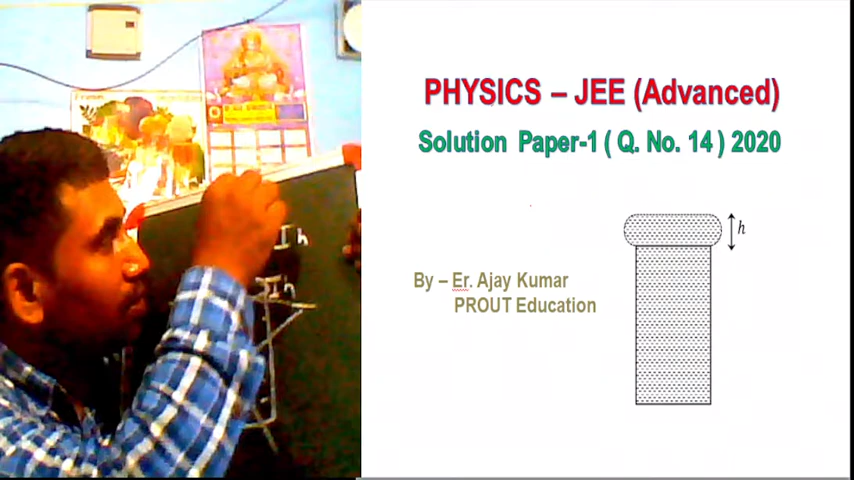 PHYSICS – JEE (Advanced)
Solution Paper-1 ( Q. No. 14 ) 2020
h
h
By – Er. Ajay Kumar
PROUT Education
h